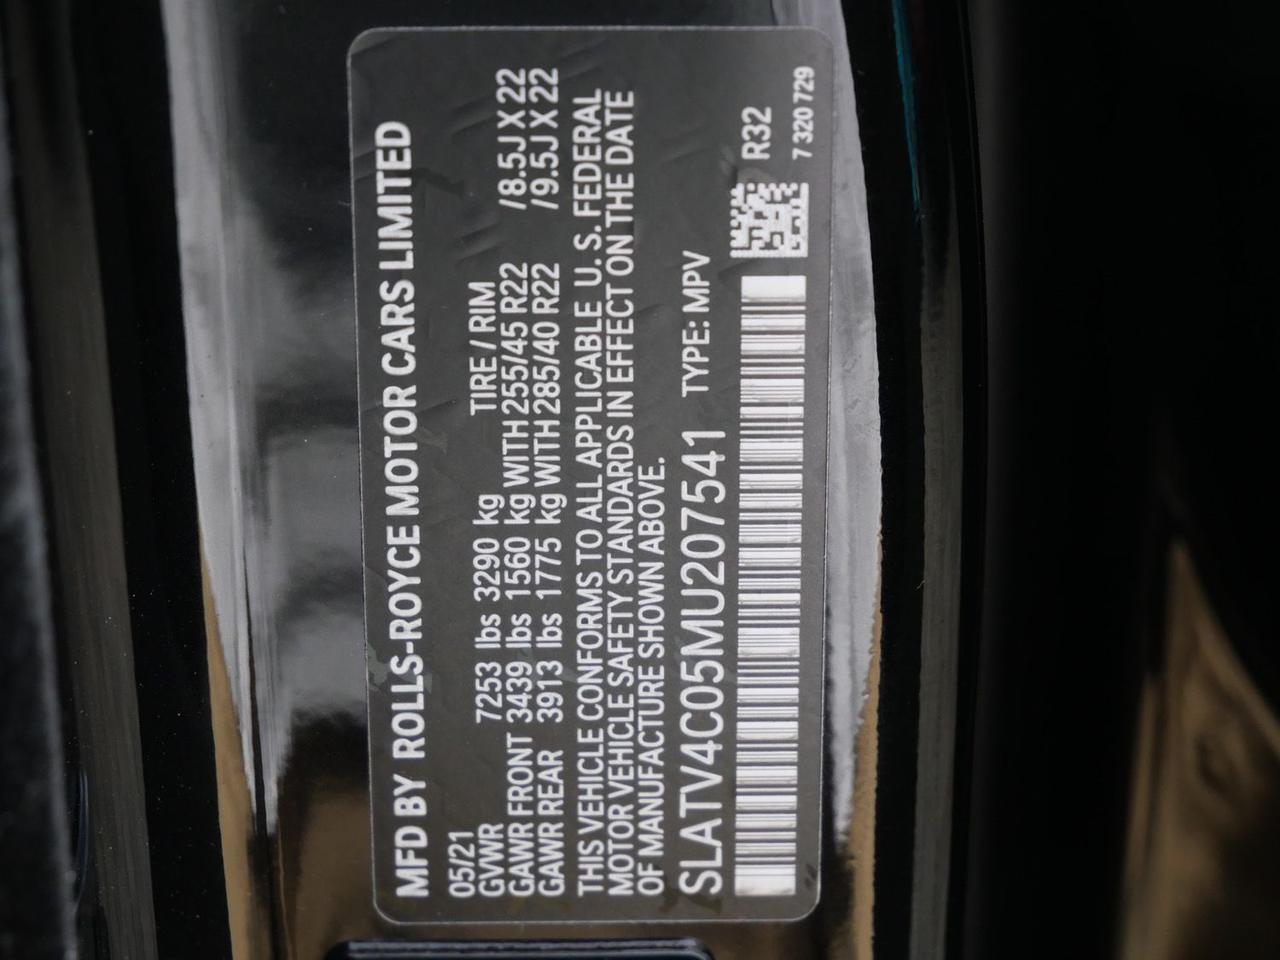 MFD BY ROLLS-ROYCE MOTOR CARS LIMITED
05/21
GVWR 7253 lbs 3290 kg TIRE / RIM
GAWR FRONT 3439 lbs 1560 kg WITH 255/45 R22 / 8.5J X 22
GAWR REAR 3913 lbs 1775 kg WITH 285/40 R22 / 9.5J X 22
THIS VEHICLE CONFORMS TO ALL APPLICABLE U. S. FEDERAL
MOTOR VEHICLE SAFETY STANDARDS IN EFFECT ON THE DATE
OF MANUFACTURE SHOWN ABOVE.
SLATV4C05MU207541 TYPE: MPV
R32
7 320 729